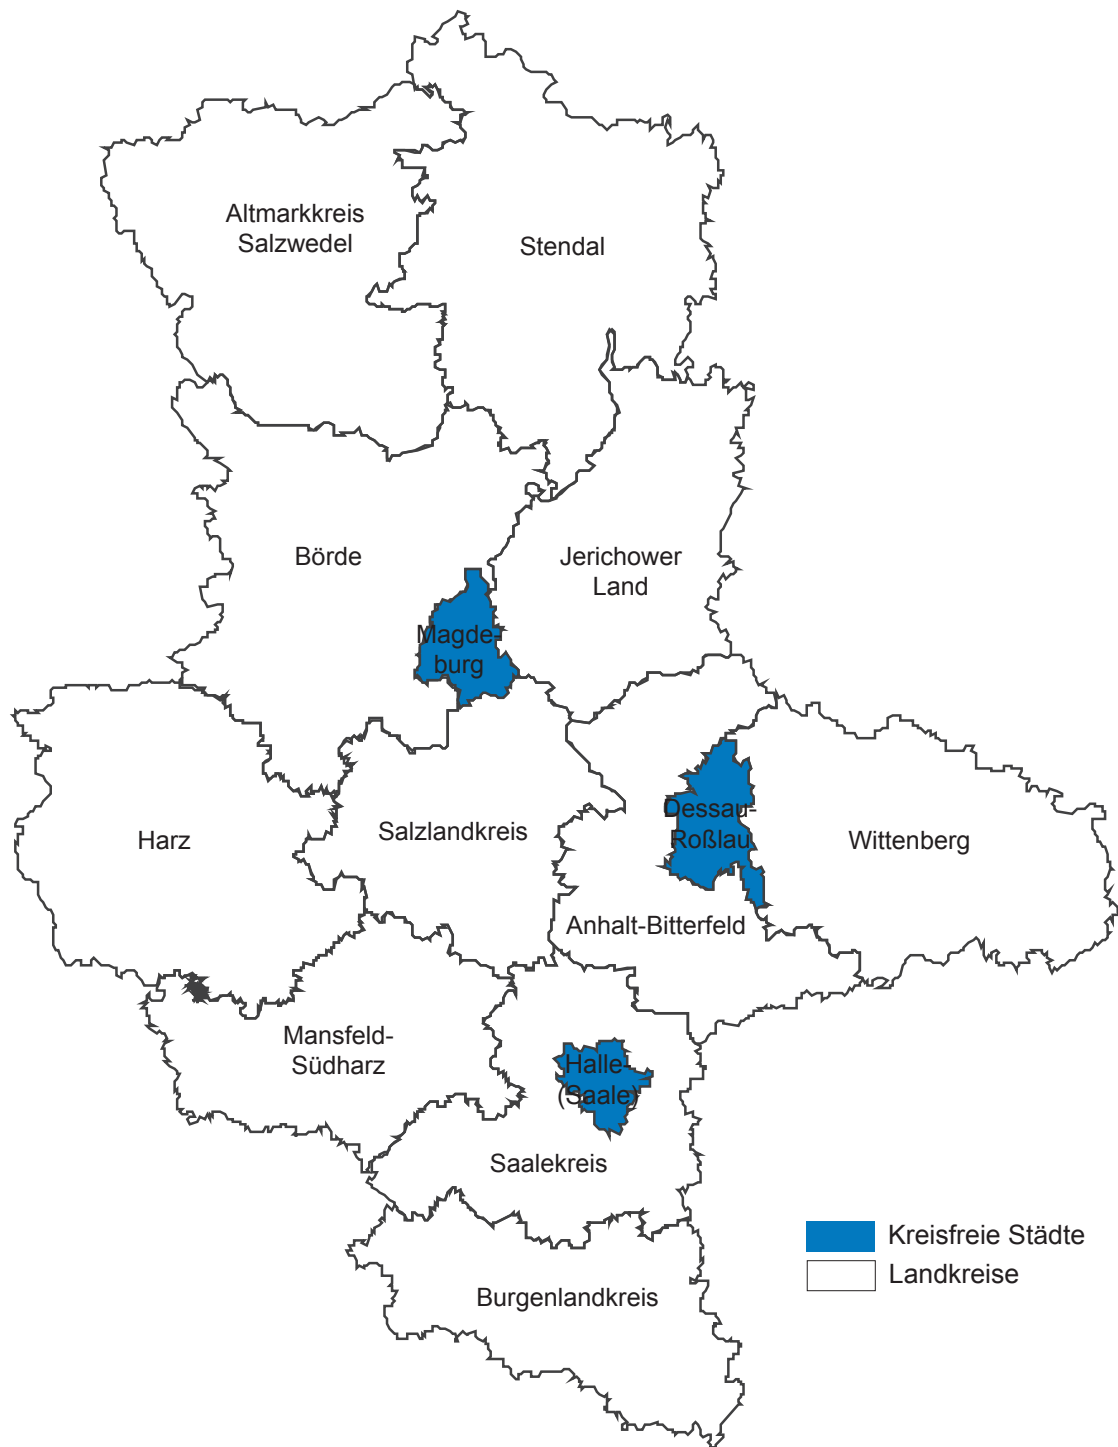 Altmarkkreis
Salzwedel
Stendal
Börde
Jerichower
Land
Magde-
burg
Harz
Salzlandkreis
Dessau-
Roßlau
Wittenberg
Anhalt-Bitterfeld
Mansfeld-
Südharz
Halle-
(Saale)
Saalekreis
Burgenlandkreis
Kreisfreie Städte
Landkreise